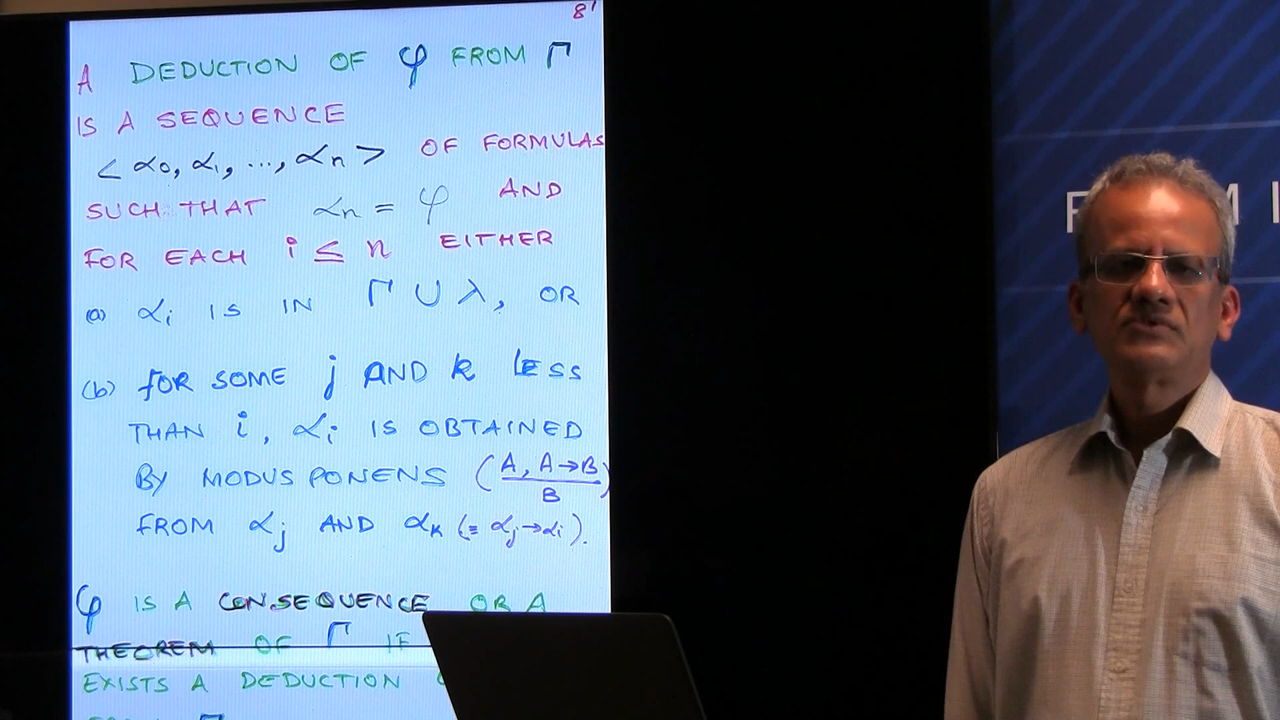 8'
A DEDUCTION OF φ FROM Γ
IS A SEQUENCE
< α0, α1, ..., αn > OF FORMULAS
SUCH THAT αn = φ AND
FOR EACH i ≤ n EITHER
(a) αi IS IN Γ ∪ λ, OR
(b) FOR SOME j AND k LESS
THAN i, αi IS OBTAINED
BY MODUS PONENS (A, A→B / B)
FROM αj AND αk (≡ αj→αi).
φ IS A CONSEQUENCE OR A
THEOREM OF Γ IF
EXISTS A DEDUCTION